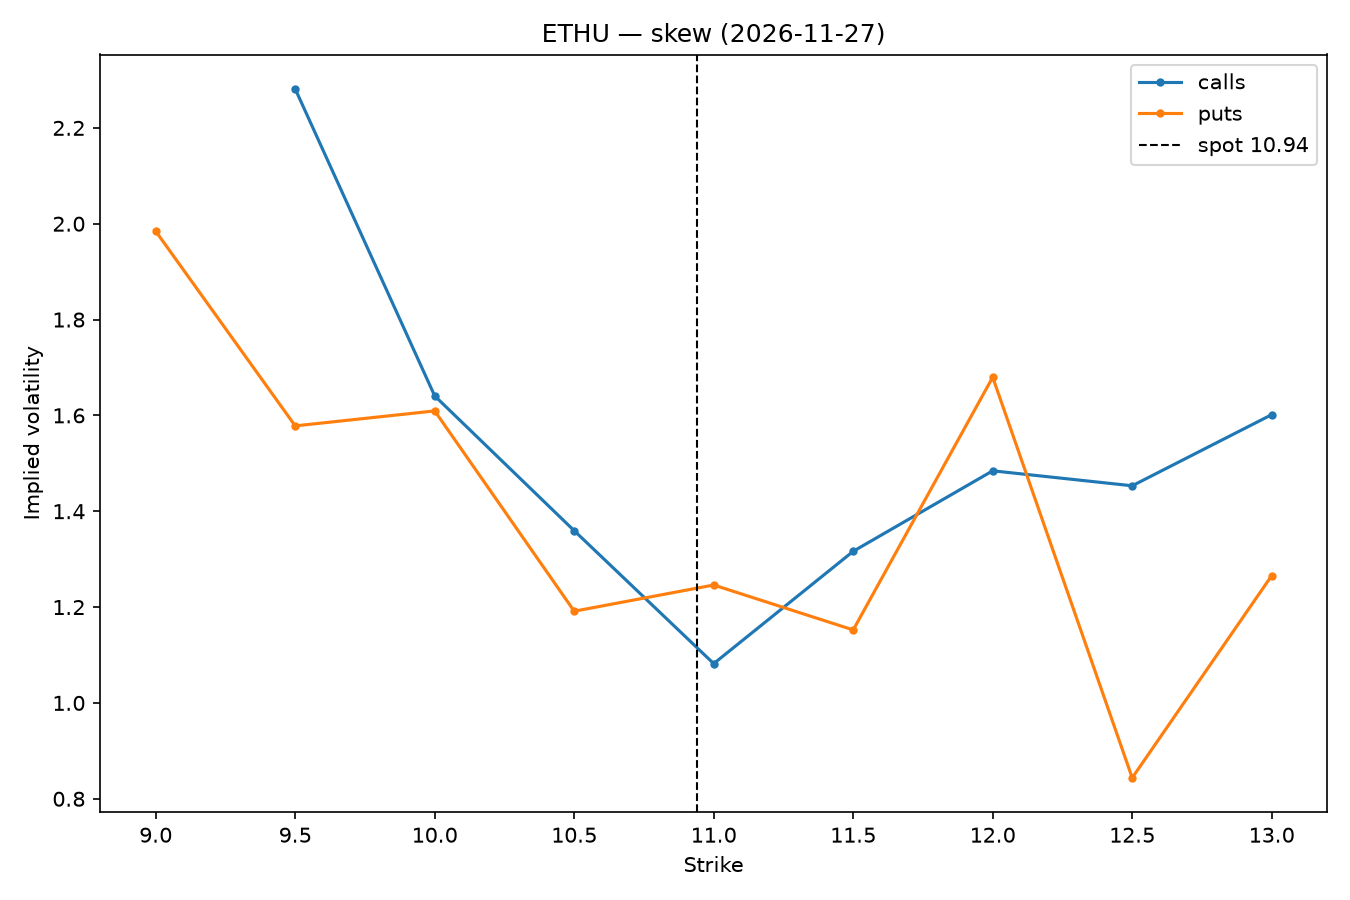 ETHU — skew (2026-11-27)
calls
puts
spot 10.94
Implied volatility
2.2
2.0
1.8
1.6
1.4
1.2
1.0
0.8
9.0 9.5 10.0 10.5 11.0 11.5 12.0 12.5 13.0
Strike